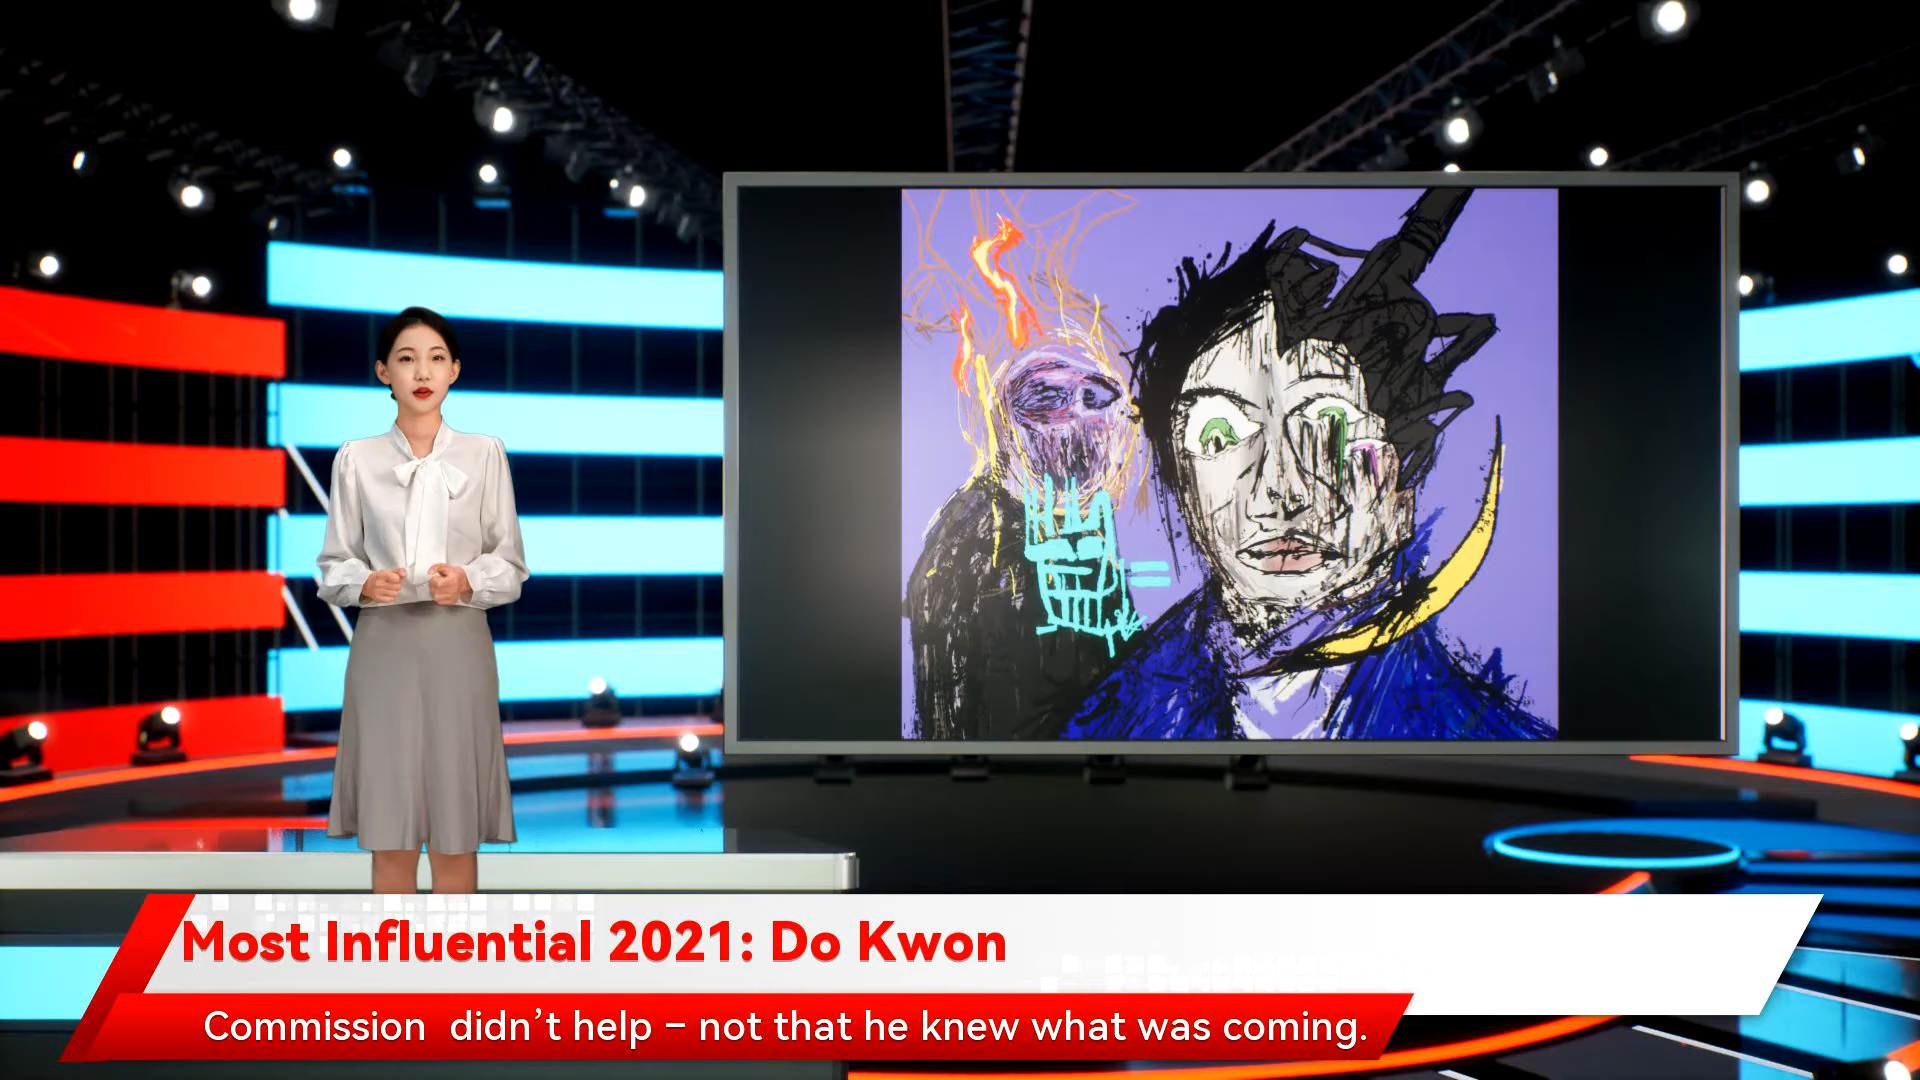 Most Influential 2021: Do Kwon
Commission didn’t help – not that he knew what was coming.